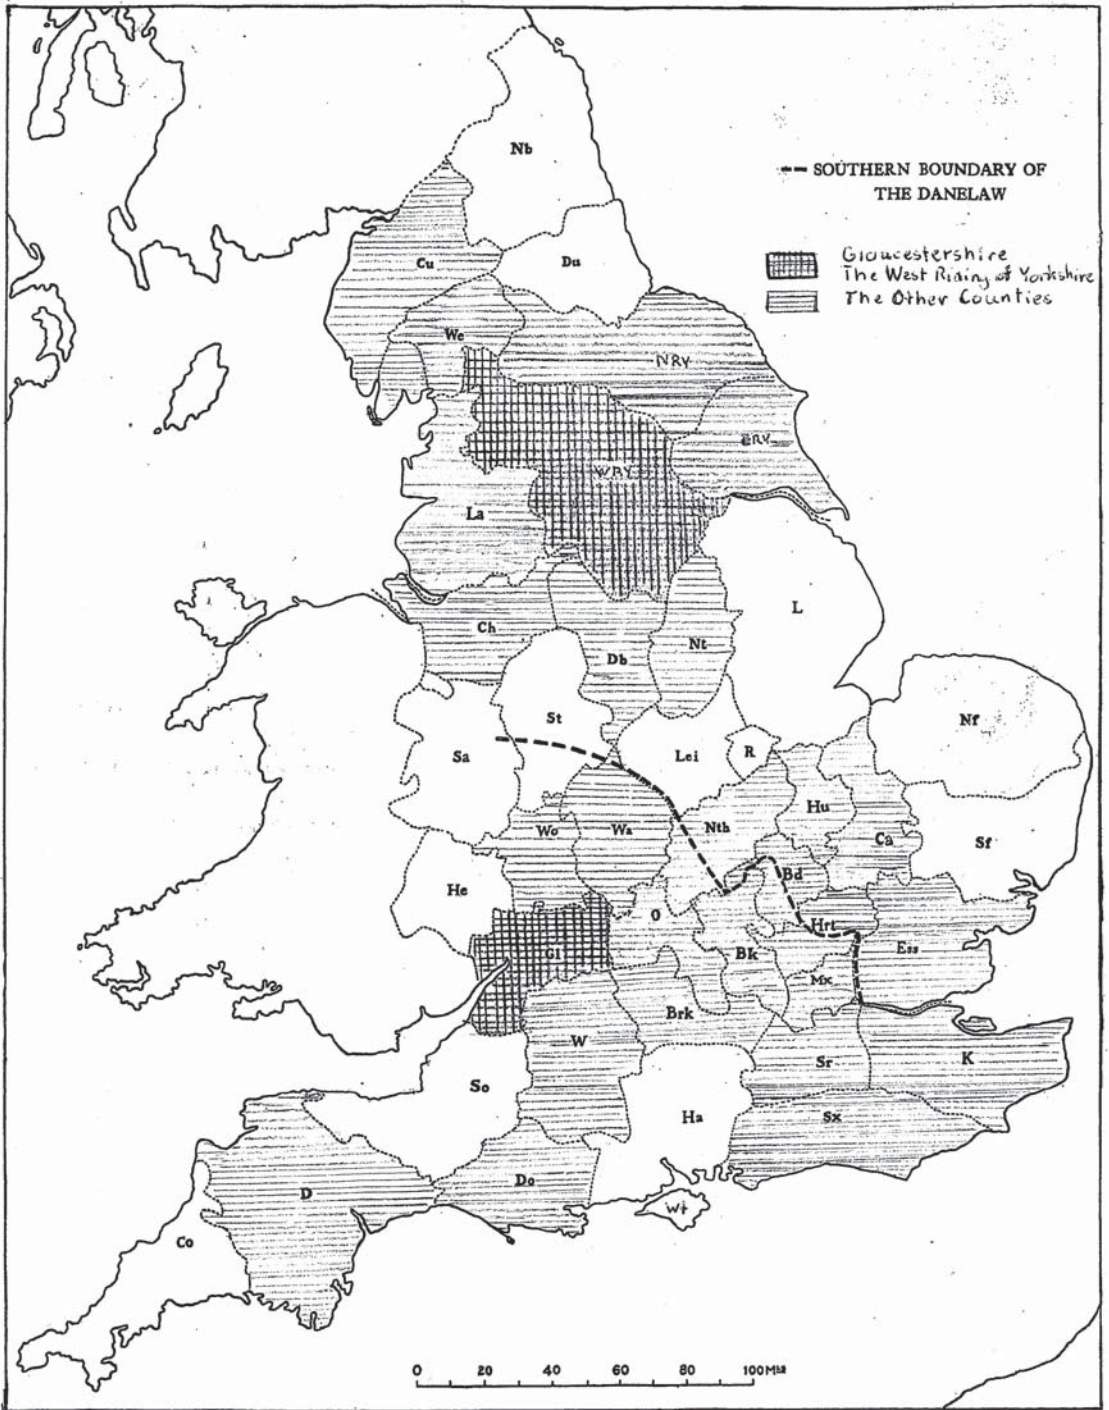 Nb
SOUTHERN BOUNDARY OF
THE DANELAW
Gloucestershire
The West Riding of Yorkshire
The Other Counties
Cu
Du
We
NRY
ERY
WRY
La
L
Ch
Nt
Db
St
Nf
Sa
Lei
R
Hu
Wo
Wa
Nth
Ca
Sf
He
Bd
O
Hrt
Gl
Bk
Ess
Mx
Brk
W
Sr
K
So
Ha
Sx
Do
D
Wt
Co
0 20 40 60 80 100 Mls